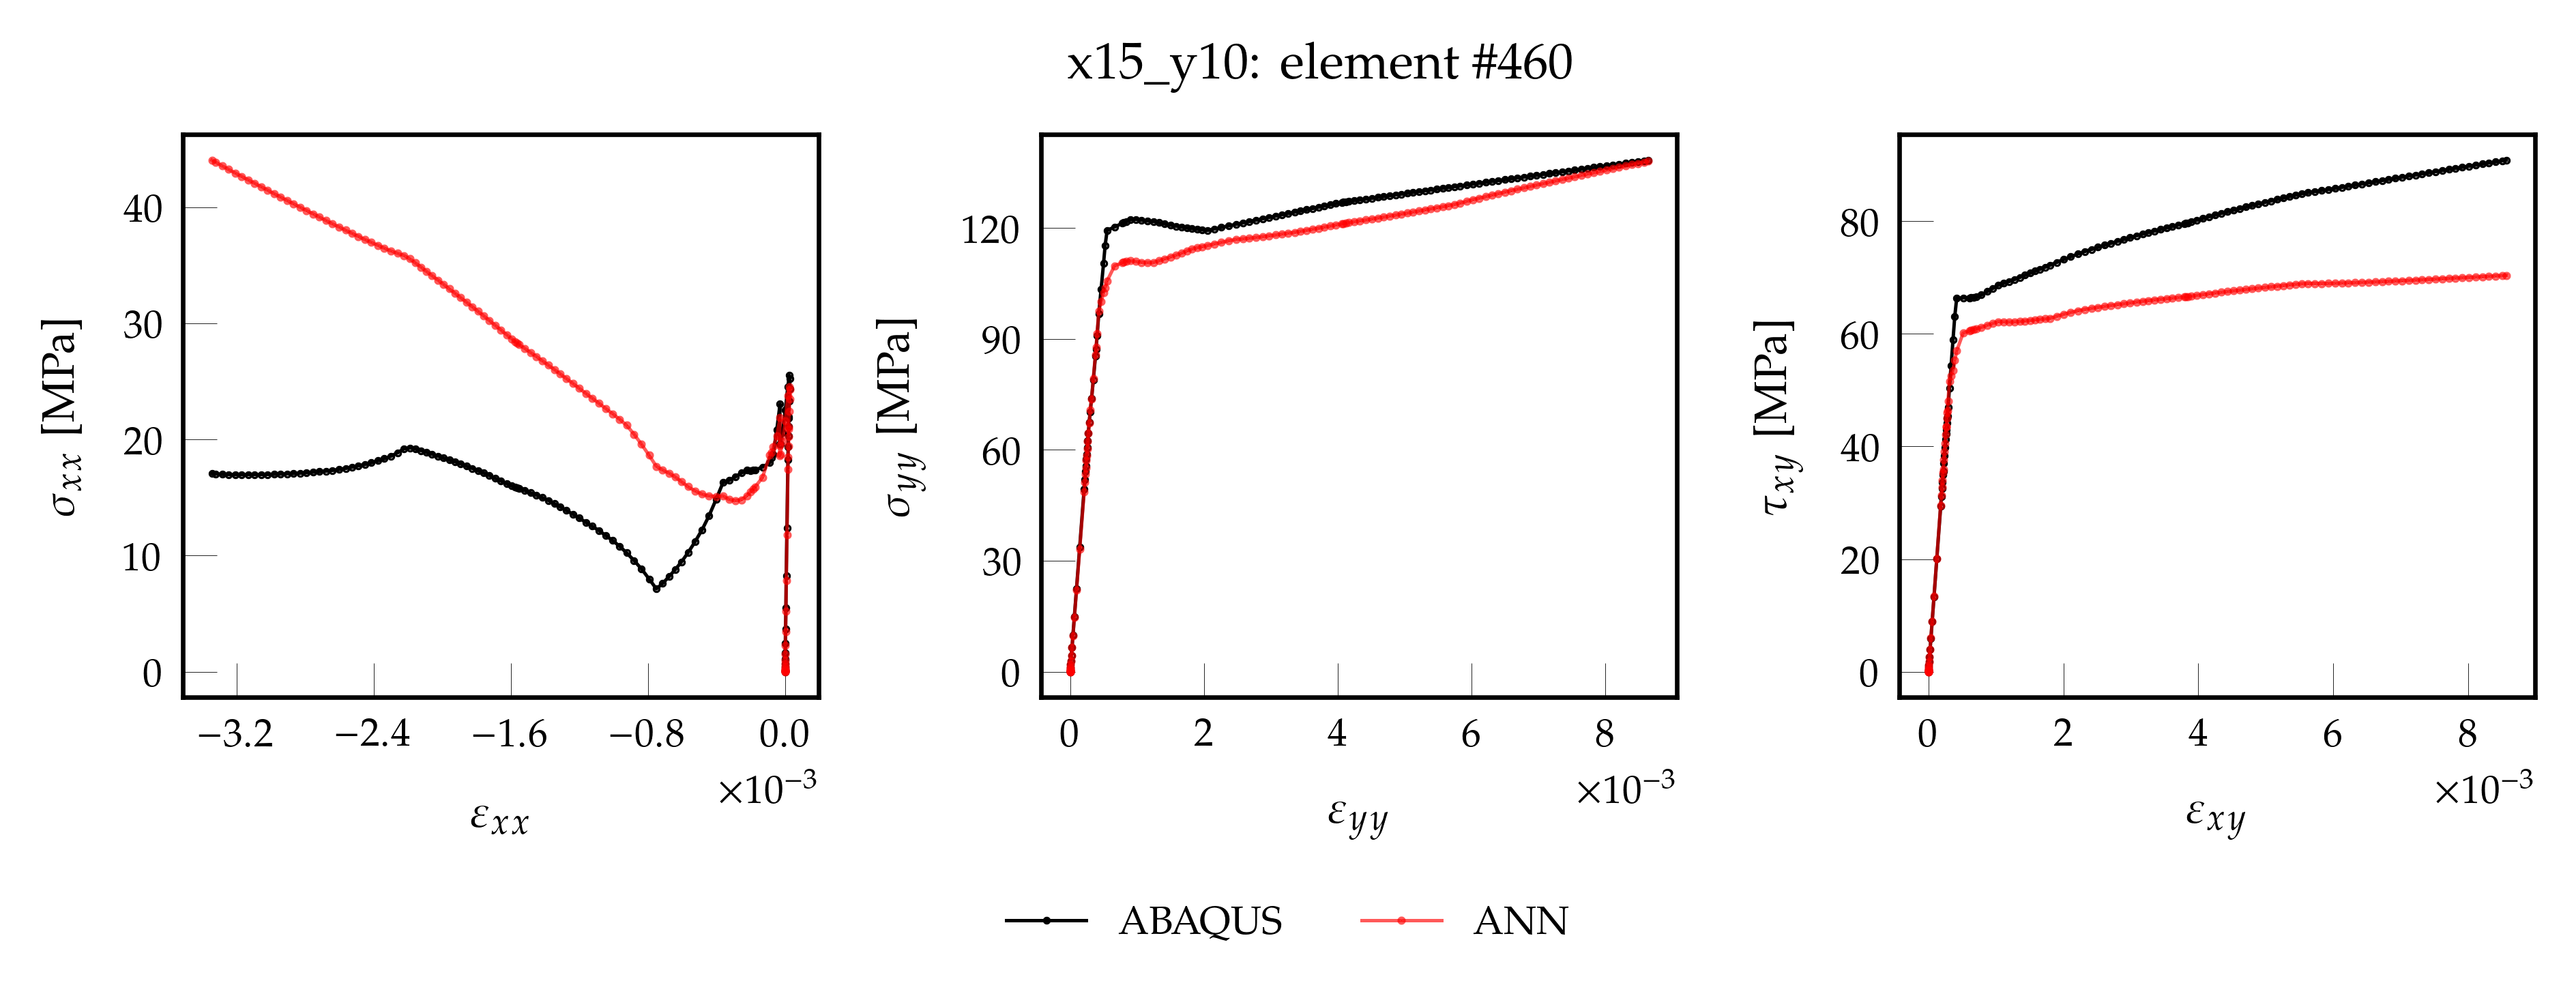 x15_y10: element #460
σxx [MPa]
40
30
20
10
0
−3.2 −2.4 −1.6 −0.8 0.0
×10−3
εxx
σyy [MPa]
120
90
60
30
0
0 2 4 6 8
×10−3
εyy
τxy [MPa]
80
60
40
20
0
0 2 4 6 8
×10−3
εxy
ABAQUS ANN